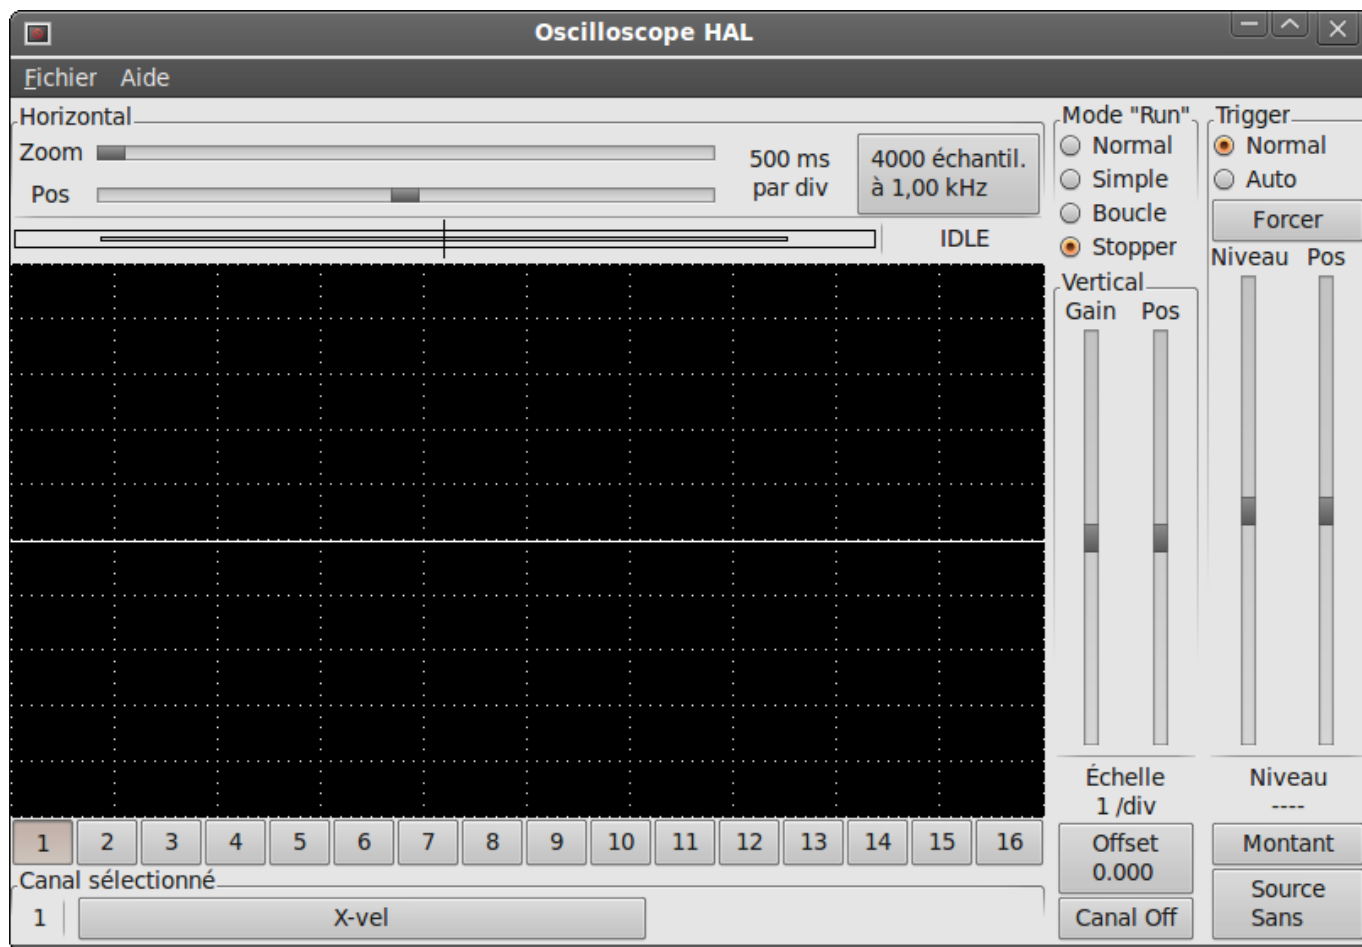 Oscilloscope HAL
Fichier Aide
Horizontal
Zoom
Pos
500 ms
par div
4000 échantil.
à 1,00 kHz
IDLE
Mode "Run"
Normal
Simple
Boucle
Stopper
Trigger
Normal
Auto
Forcer
Niveau Pos
Vertical
Gain Pos
Échelle
1 /div
Offset
0.000
Canal Off
Niveau
----
Montant
Source
Sans
1 2 3 4 5 6 7 8 9 10 11 12 13 14 15 16
Canal sélectionné
1 X-vel